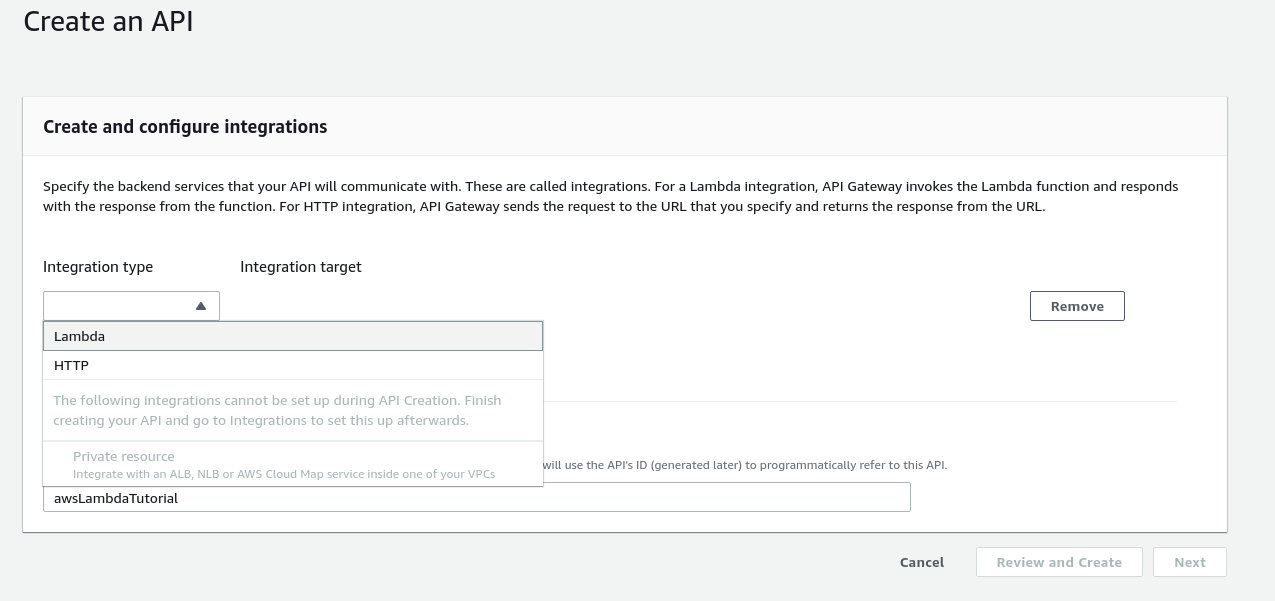 Create an API
Create and configure integrations
Specify the backend services that your API will communicate with. These are called integrations. For a Lambda integration, API Gateway invokes the Lambda function and responds
with the response from the function. For HTTP integration, API Gateway sends the request to the URL that you specify and returns the response from the URL.
Integration type Integration target
Remove
Lambda
HTTP
The following integrations cannot be set up during API Creation. Finish
creating your API and go to Integrations to set this up afterwards.
Private resource
will use the API's ID (generated later) to programmatically refer to this API.
Integrate with an ALB, NLB or AWS Cloud Map service inside one of your VPCs
awsLambdaTutorial
Cancel Review and Create Next